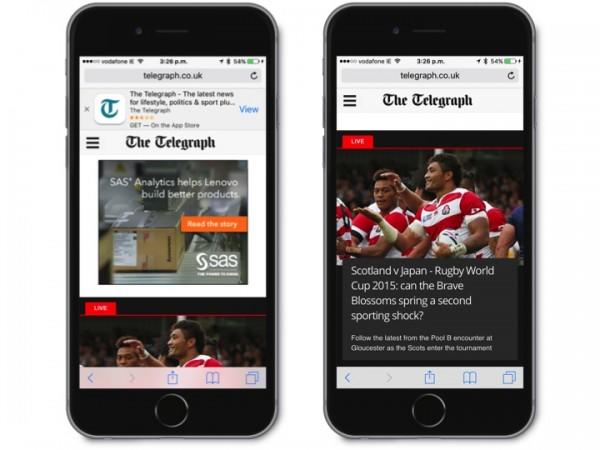 vodafone IE 3:26 p.m. 54%
telegraph.co.uk
The Telegraph - The latest news
for lifestyle, politics & sport plu...
The Telegraph
GET — On the App Store
View
The Telegraph
SAS® Analytics helps Lenovo
build better products.
Read the story
sas
THE POWER TO KNOW
LIVE
vodafone IE 3:26 p.m. 54%
telegraph.co.uk
The Telegraph
LIVE
Scotland v Japan - Rugby World
Cup 2015: can the Brave
Blossoms spring a second
sporting shock?
Follow the latest from the Pool B encounter at
Gloucester as the Scots enter the tournament